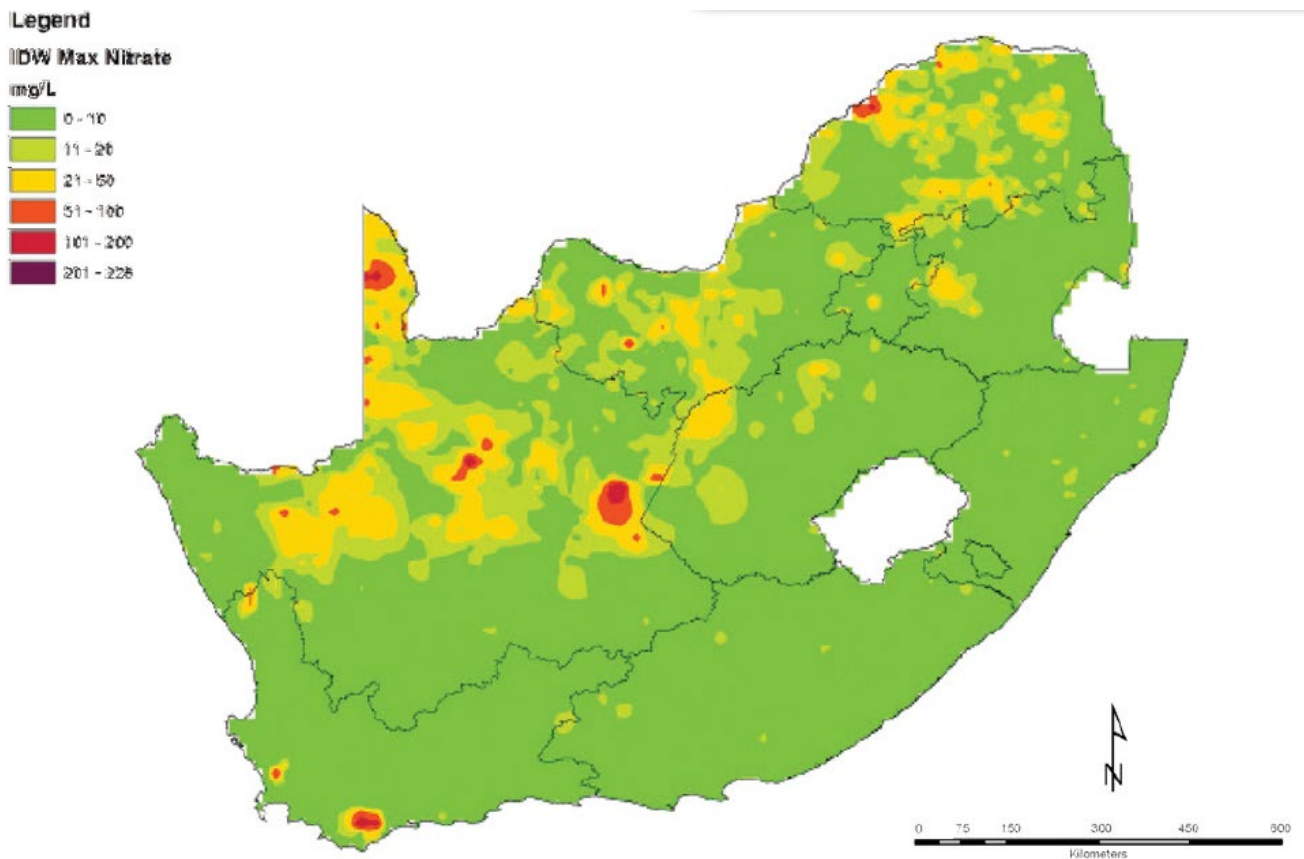 Legend
IDW Max Nitrate
mg/L
0 - 10
11 - 20
21 - 50
51 - 100
101 - 200
201 - 228
N
0 75 150 300 450 600
Kilometers